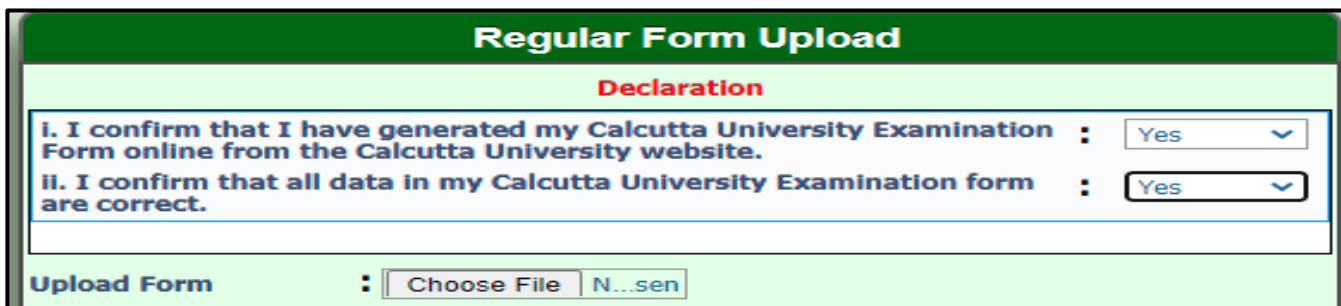 Regular Form Upload
Declaration
i. I confirm that I have generated my Calcutta University Examination : Yes
Form online from the Calcutta University website.
ii. I confirm that all data in my Calcutta University Examination form : Yes
are correct.
Upload Form : Choose File N...sen